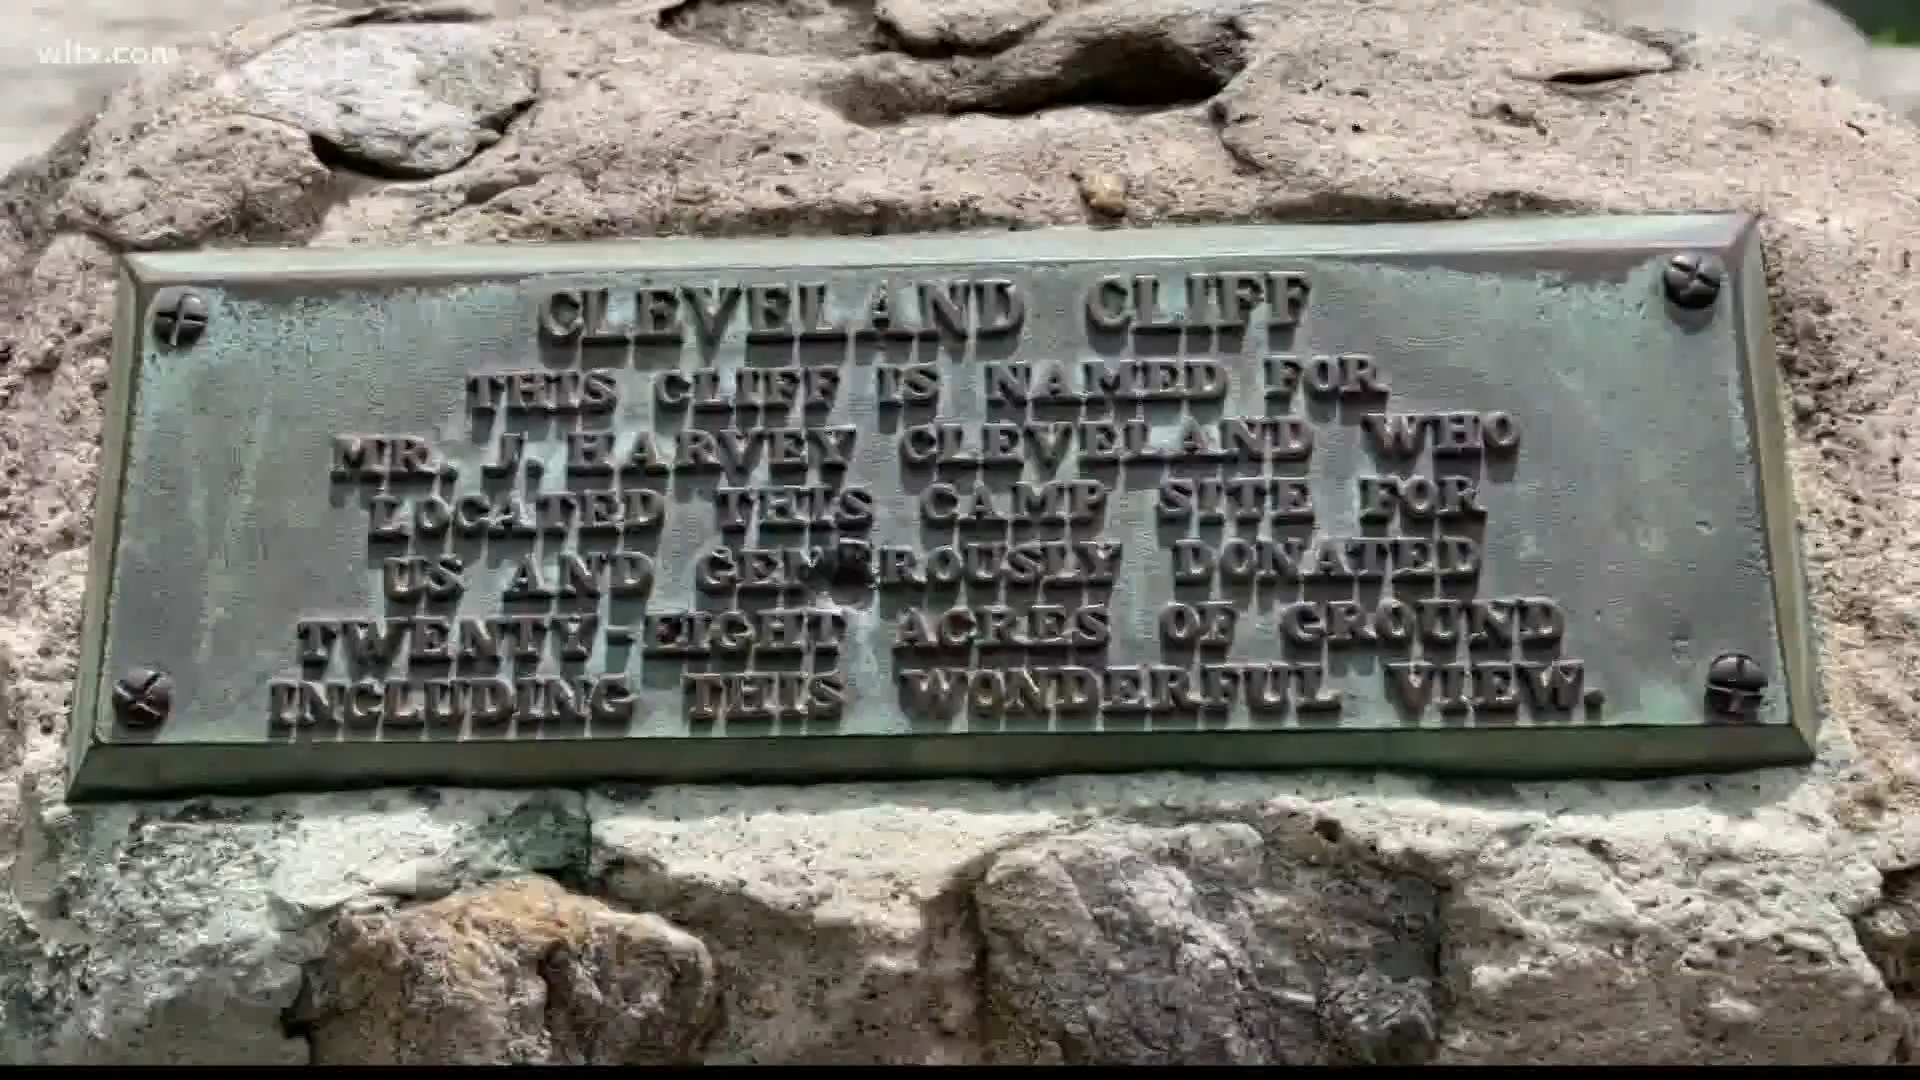 wltx.com
CLEVELAND CLIFF
THIS CLIFF IS NAMED FOR
MR. J. HARVEY CLEVELAND WHO
LOCATED THIS CAMP SITE FOR
US AND GENEROUSLY DONATED
TWENTY-EIGHT ACRES OF GROUND
INCLUDING THIS WONDERFUL VIEW.